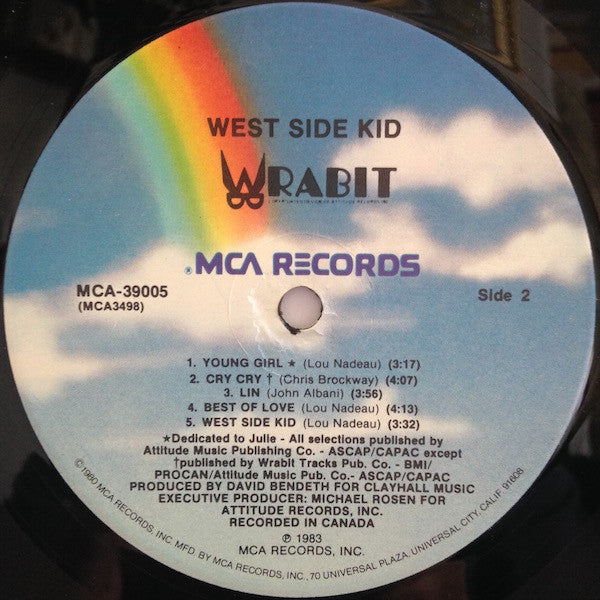 WEST SIDE KID
WRABIT
® MCA RECORDS
MCA-39005
(MCA3498)
Side 2
1. YOUNG GIRL ★ (Lou Nadeau) (3:17)
2. CRY CRY † (Chris Brockway) (4:07)
3. LIN (John Albani) (3:56)
4. BEST OF LOVE (Lou Nadeau) (4:13)
5. WEST SIDE KID (Lou Nadeau) (3:32)
★Dedicated to Julie - All selections published by
Attitude Music Publishing Co. - ASCAP/CAPAC except
†published by Wrabit Tracks Pub. Co. - BMI/
PROCAN/Attitude Music Pub. Co.- ASCAP/CAPAC
PRODUCED BY DAVID BENDETH FOR CLAYHALL MUSIC
EXECUTIVE PRODUCER: MICHAEL ROSEN FOR
ATTITUDE RECORDS, INC.
RECORDED IN CANADA
℗ 1983
MCA RECORDS, INC.
©1980 MCA RECORDS, INC. MFD. BY MCA RECORDS, INC., 70 UNIVERSAL PLAZA, UNIVERSAL CITY, CALIF. 91608